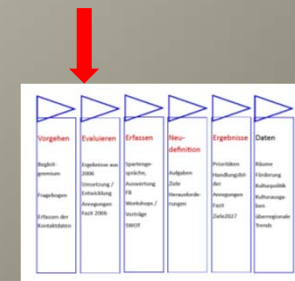 Vorgehen
Begleit-
gremium
Fragebogen
Erfassen der
Kontaktdaten
Evaluieren
Ergebnisse aus
2006
Umsetzung /
Entwicklung
Anregungen
Fazit 2006
Erfassen
Spartenge-
spräche,
Auswertung
FB
Workshops /
Vorträge
SWOT
Neu-
definition
Aufgaben
Ziele
Herausforde-
rungen
Ergebnisse
Prioritäten
Handlungsfel-
der
Anregungen
Fazit
Ziele2027
Daten
Räume
Förderung
Kulturpolitik
Kulturausga-
ben
überregionale
Trends